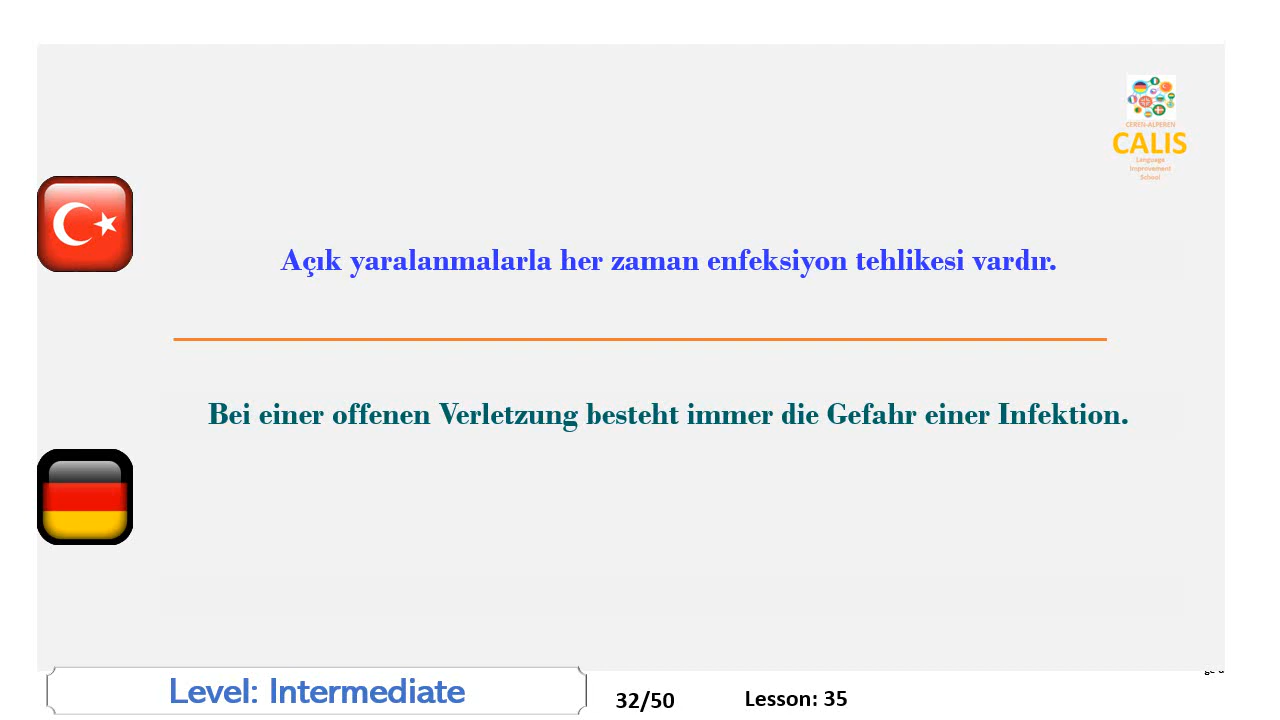 CEREN-ALPEREN
CALIS
Language
Improvement
School
Açık yaralanmalarla her zaman enfeksiyon tehlikesi vardır.
Bei einer offenen Verletzung besteht immer die Gefahr einer Infektion.
Level: Intermediate
32/50
Lesson: 35